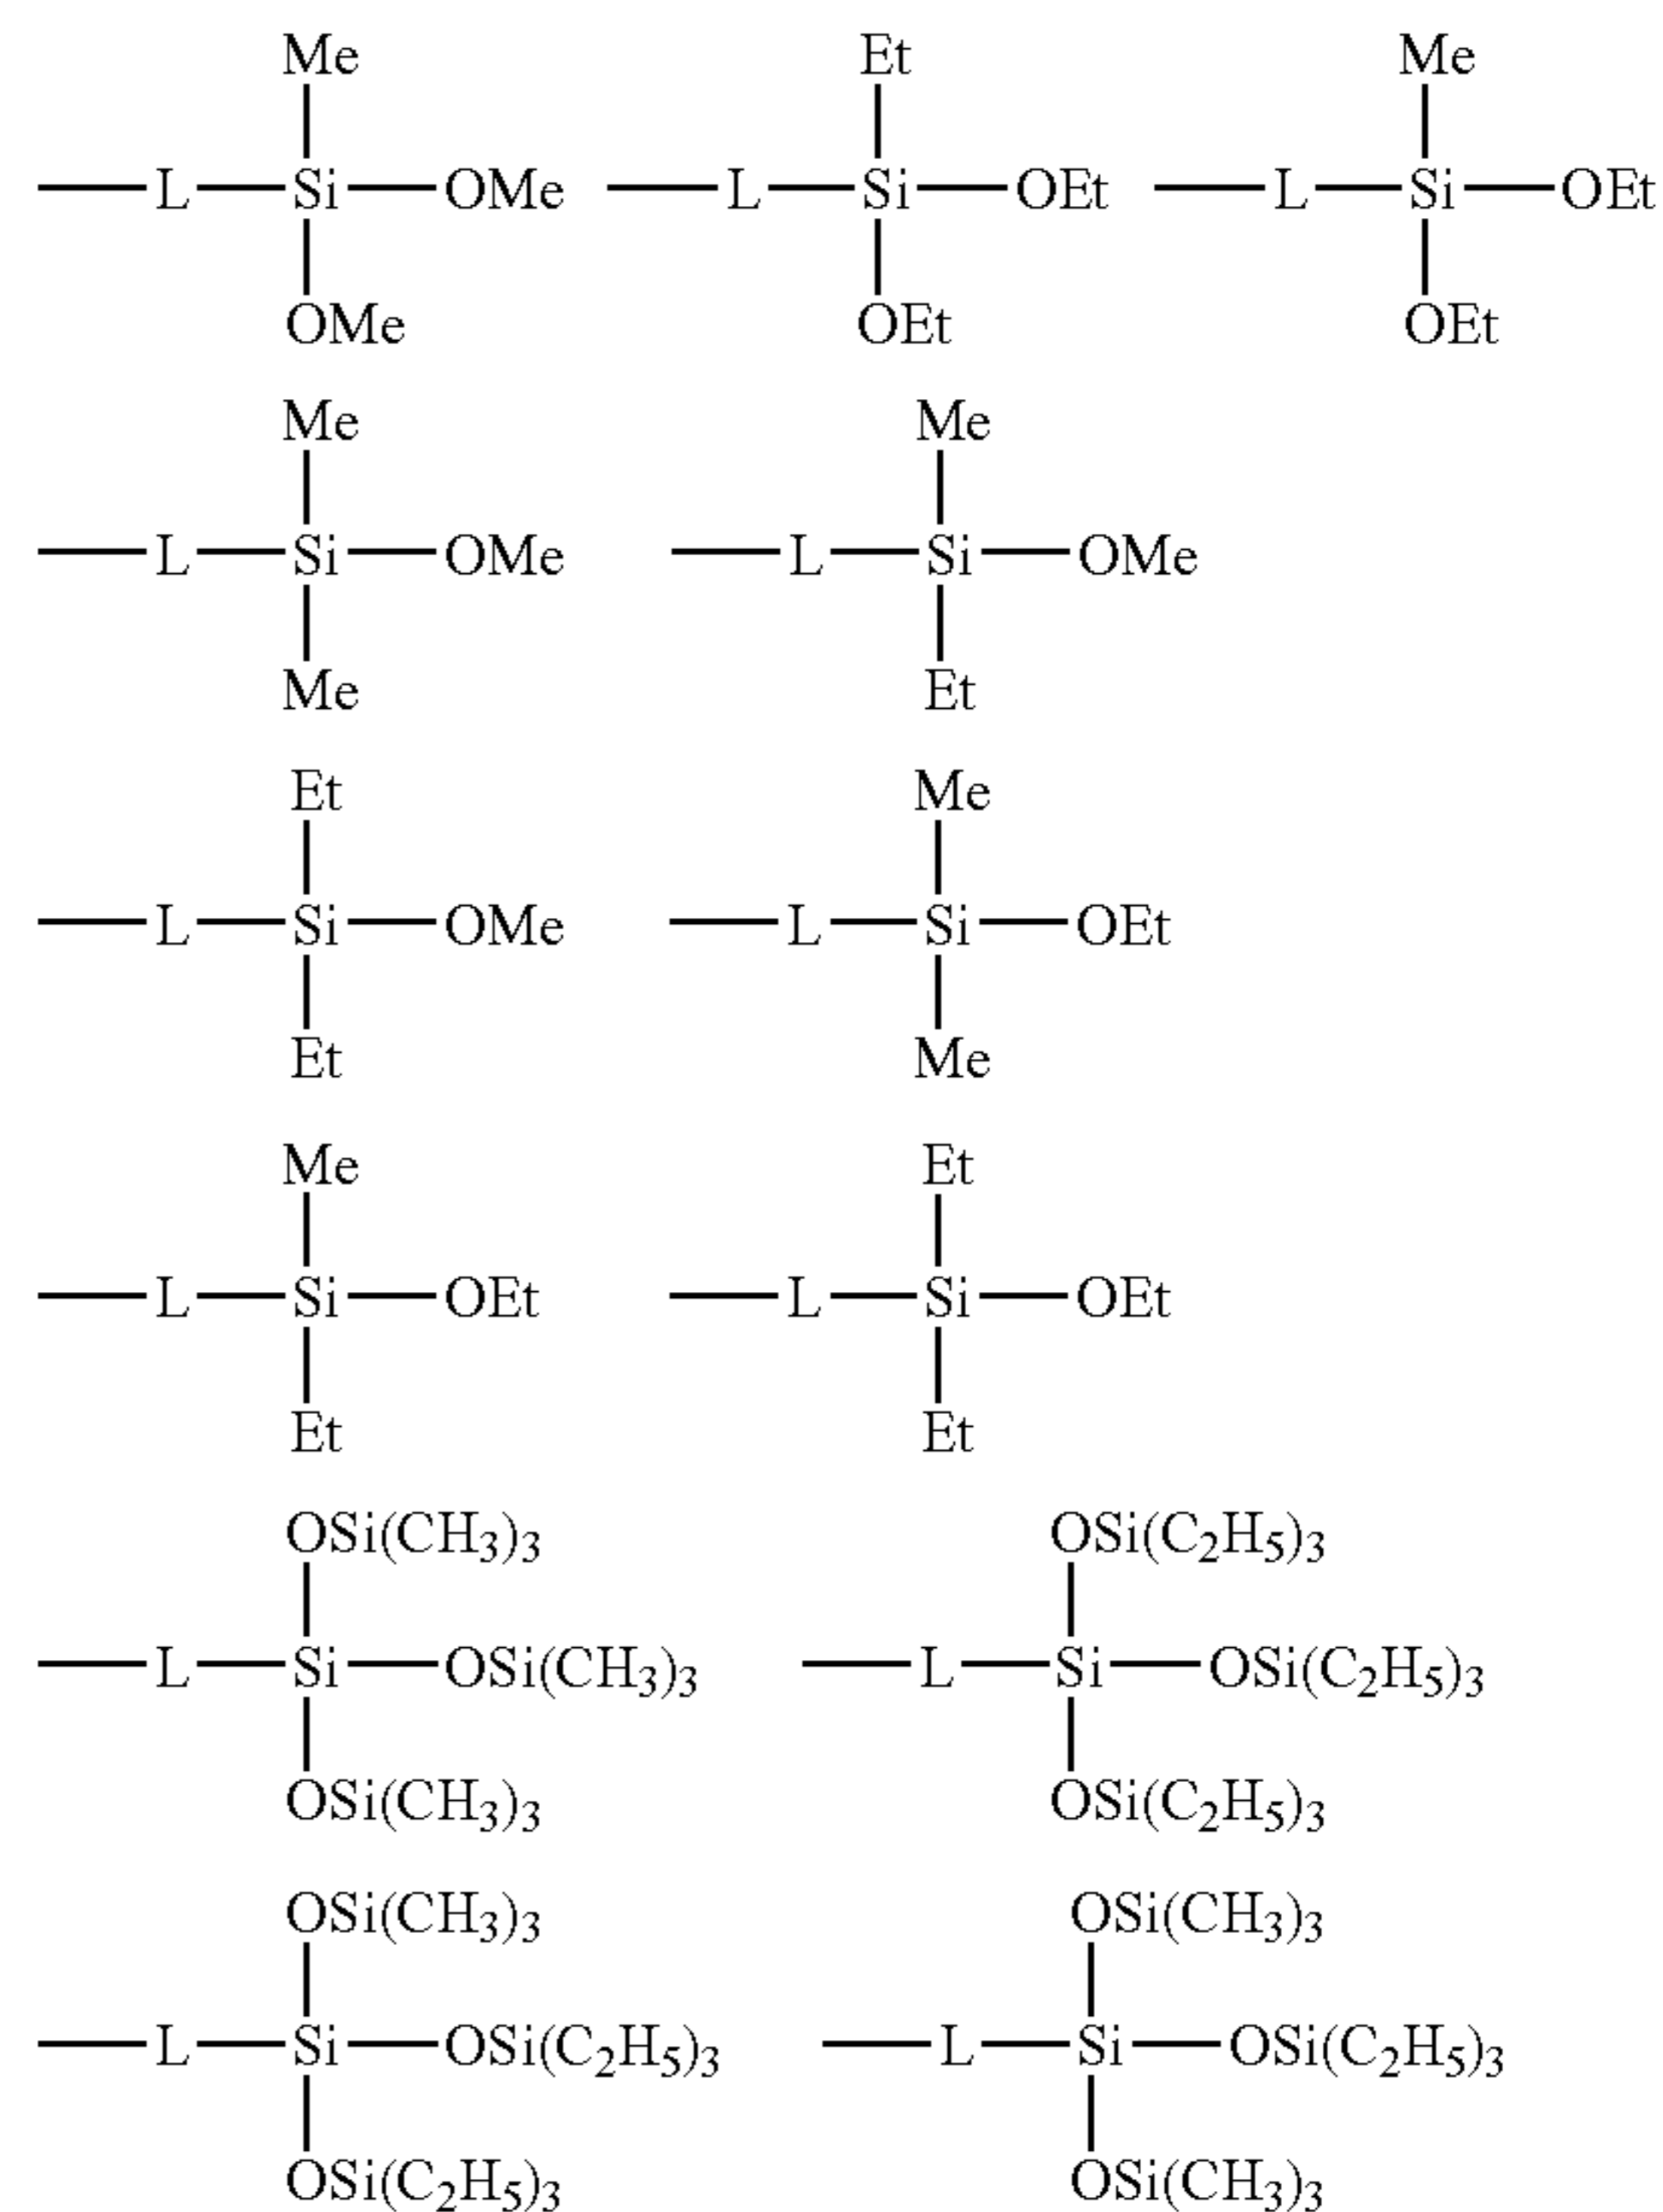 Me Et Me
L Si OMe L Si OEt L Si OEt
OMe OEt OEt
Me Me
L Si OMe L Si OMe
Me Et
Et Me
L Si OMe L Si OEt
Et Me
Me Et
L Si OEt L Si OEt
Et Et
OSi(CH₃)₃ OSi(C₂H₅)₃
L Si OSi(CH₃)₃ L Si OSi(C₂H₅)₃
OSi(CH₃)₃ OSi(C₂H₅)₃
OSi(CH₃)₃ OSi(CH₃)₃
L Si OSi(C₂H₅)₃ L Si OSi(C₂H₅)₃
OSi(C₂H₅)₃ OSi(CH₃)₃